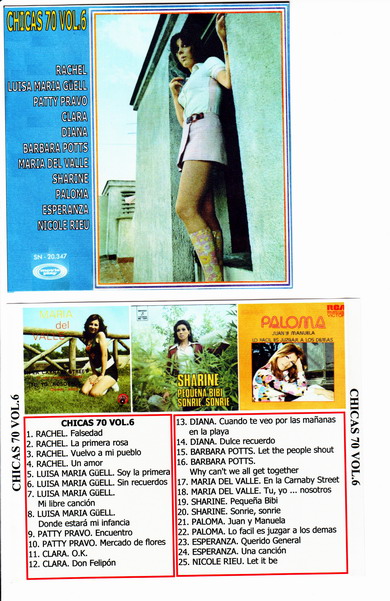 CHICAS 70 VOL.6
RACHEL
LUISA MARIA GÜELL
PATTY PRAVO
CLARA
DIANA
BARBARA POTTS
MARIA DEL VALLE
SHARINE
PALOMA
ESPERANZA
NICOLE RIEU
SN - 20.247
MARIA
del
VALLE
SHARINE
PEQUEÑA BIBI
SONRIE, SONRIE
RCA
PALOMA
JUAN Y MANUELA
LO FACIL ES JUZGAR A LOS DEMAS
CHICAS 70 VOL.6
CHICAS 70 VOL.6
1. RACHEL. Falsedad
2. RACHEL. La primera rosa
3. RACHEL. Vuelvo a mi pueblo
4. RACHEL. Un amor
5. LUISA MARIA GÜELL. Soy la primera
6. LUISA MARIA GÜELL. Sin recuerdos
7. LUISA MARIA GÜELL.
Mi libre canción
8. LUISA MARIA GÜELL.
Donde estará mi infancia
9. PATTY PRAVO. Encuentro
10. PATTY PRAVO. Mercado de flores
11. CLARA. O.K.
12. CLARA. Don Felipón
13. DIANA. Cuando te veo por las mañanas
en la playa
14. DIANA. Dulce recuerdo
15. BARBARA POTTS. Let the people shout
16. BARBARA POTTS.
Why can't we all get together
17. MARIA DEL VALLE. En la Carnaby Street
18. MARIA DEL VALLE. Tu, yo ... nosotros
19. SHARINE. Pequeña Bibi
20. SHARINE. Sonrie, sonrie
21. PALOMA. Juan y Manuela
22. PALOMA. Lo facil es juzgar a los demas
23. ESPERANZA. Querido General
24. ESPERANZA. Una canción
25. NICOLE RIEU. Let it be
CHICAS 70 VOL.6